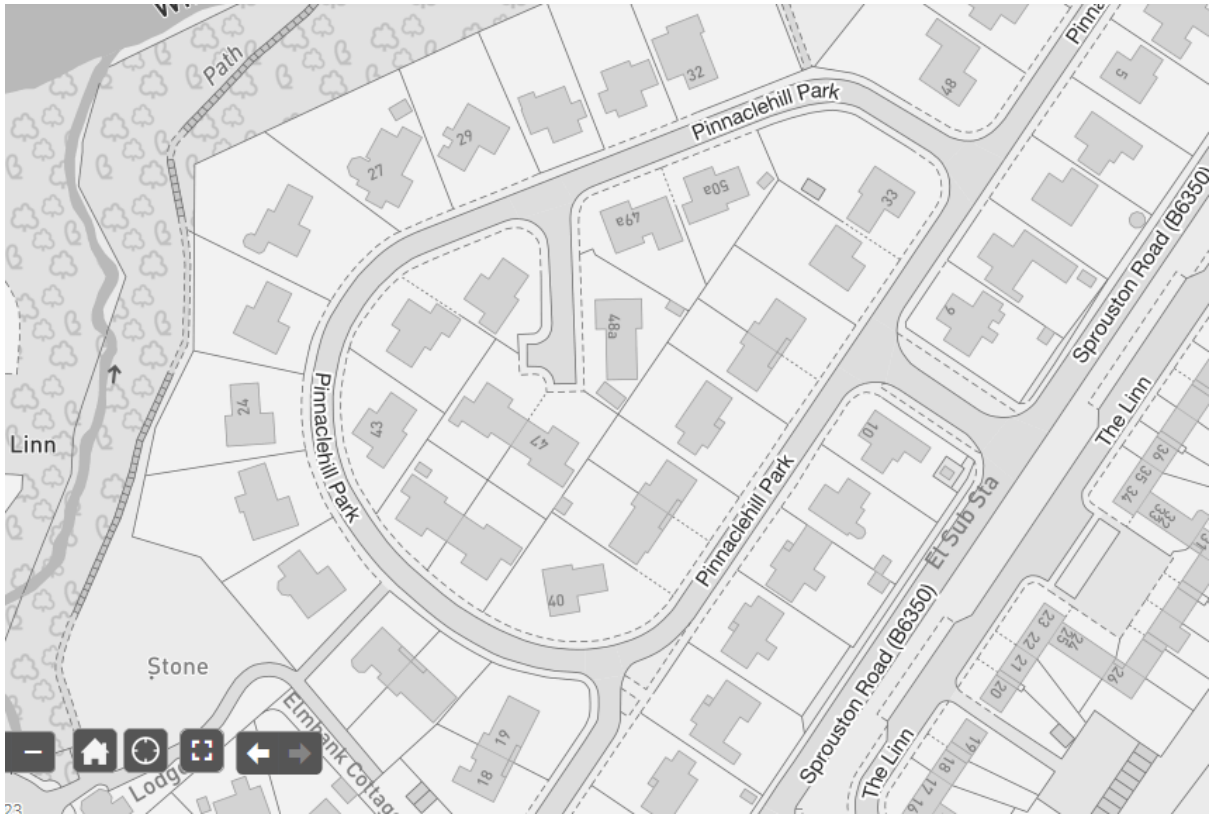 Path
32
48
Pinnaclehill Park
5
29
27
50a
33
49a
Sprouston Road (B6350)
9
48a
The Linn
24
Pinnaclehill Park
43
Linn
47
10
36
35
34
33
32
31
El Sub Sta
Pinnaclehill Park
40
Sprouston Road (B6350)
23
22
21
20
25
24
26
Stone
Elmbank Cottage
19
18
The Linn
19
18
17
16
Lodge
23